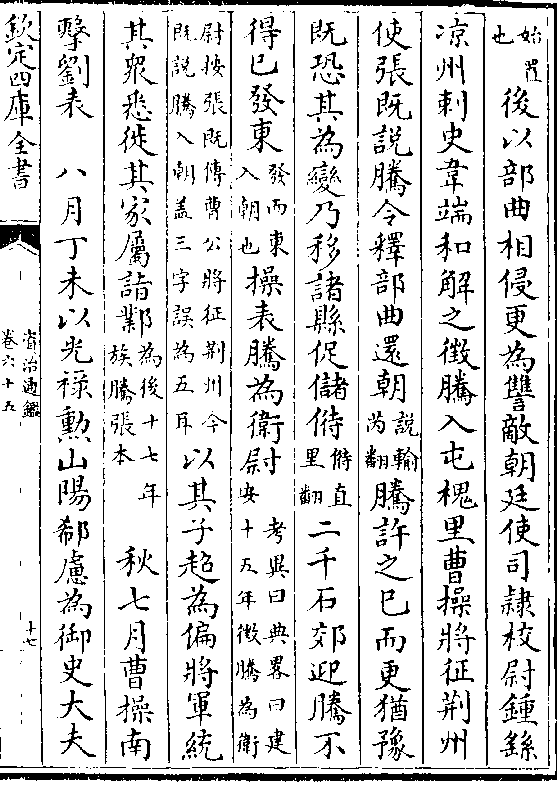 始置
也
後以部曲相侵更為讐敵朝廷使司隷校尉鍾繇
涼州刺史韋端和解之徵騰入屯槐里曹操將征荆州
使張既說騰令釋部曲還朝
說輸
芮翻
騰許之已而更猶豫
既恐其為變乃移諸縣促儲偫
偫直
里翻
二千石郊迎騰不
得已發東
發而東
入朝也
操表騰為衛尉
考異曰典畧曰建
安十五年徵騰為衛
尉按張既傳曹公將征荆州令
既說騰入朝盖三字誤為五耳
以其子超為偏將軍統
其衆悉徙其家屬詣鄴
為後十七年
族騰張本
秋七月曹操南
擊劉表 八月丁未以光禄勲山陽郗慮為御史大夫
欽定四庫全書
資治通鑑
卷六十五
十七